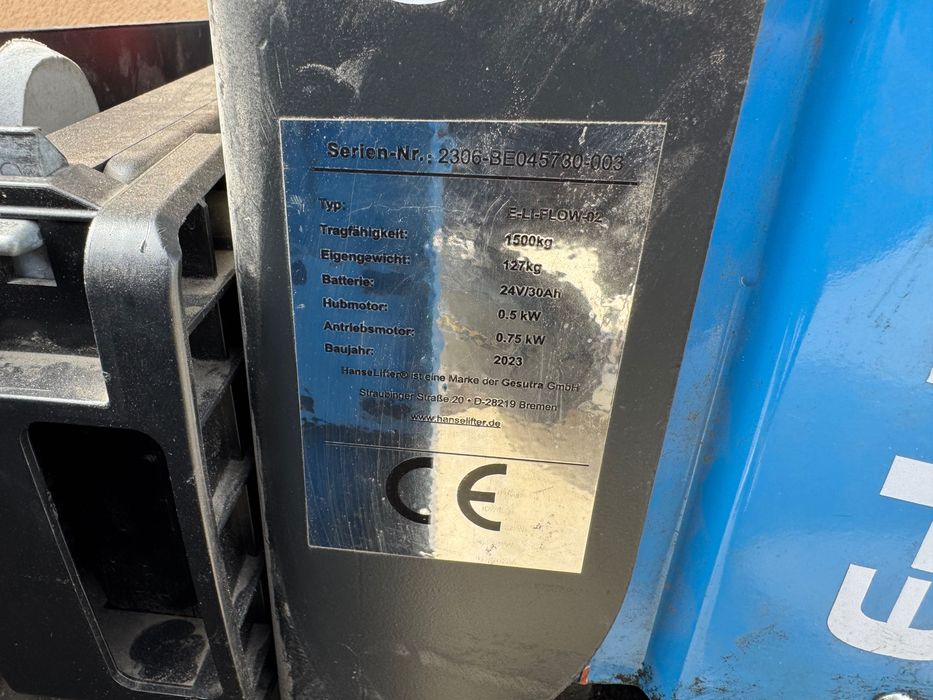 Serien-Nr.: 2306-BE045730-003
Typ: E-LI-FLOW-02
Tragfähigkeit: 1500kg
Eigengewicht: 127kg
Batterie: 24V/30Ah
Hubmotor: 0.5 kW
Antriebsmotor: 0.75 kW
Baujahr: 2023
HanseLifter® ist eine Marke der Gesutra GmbH
Straubinger Straße 20 • D-28219 Bremen
www.hanselifter.de
CE